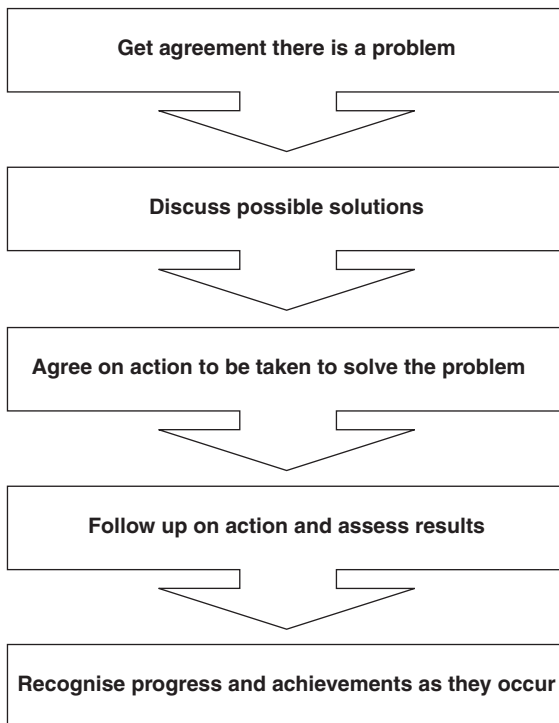 Get agreement there is a problem
Discuss possible solutions
Agree on action to be taken to solve the problem
Follow up on action and assess results
Recognise progress and achievements as they occur